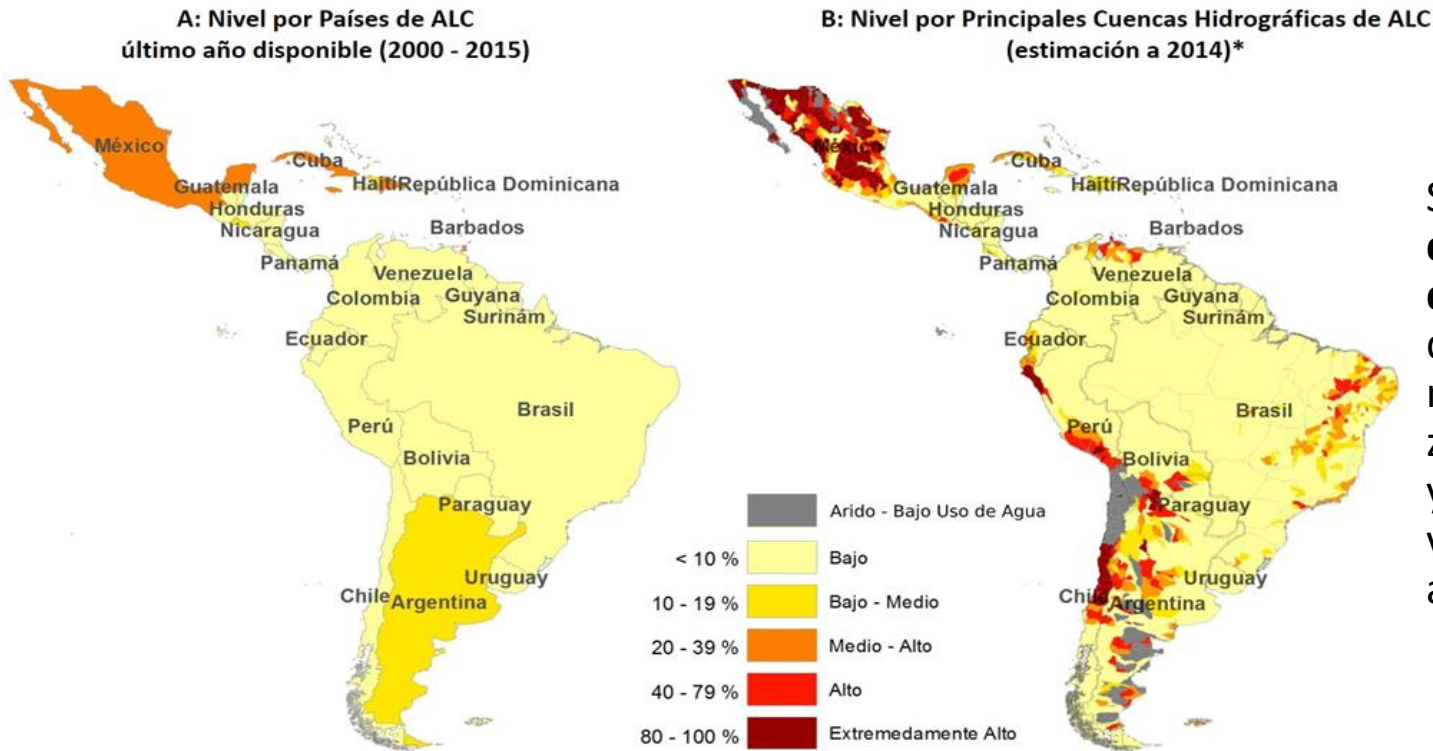 A: Nivel por Países de ALC
último año disponible (2000 - 2015)
México
Cuba
Guatemala
Haití
República Dominicana
Honduras
Nicaragua
Barbados
Panamá
Venezuela
Colombia
Guyana
Surinám
Ecuador
Brasil
Perú
Bolivia
Paraguay
Uruguay
Chile
Argentina
Arido - Bajo Uso de Agua
< 10 % Bajo
10 - 19 % Bajo - Medio
20 - 39 % Medio - Alto
40 - 79 % Alto
80 - 100 % Extremedamente Alto
B: Nivel por Principales Cuencas Hidrográficas de ALC
(estimación a 2014)*
México
Cuba
Guatemala
Haití
República Dominicana
Honduras
Nicaragua
Barbados
Panamá
Venezuela
Colombia
Guyana
Surinám
Ecuador
Brasil
Perú
Bolivia
Paraguay
Uruguay
Chile
Argentina